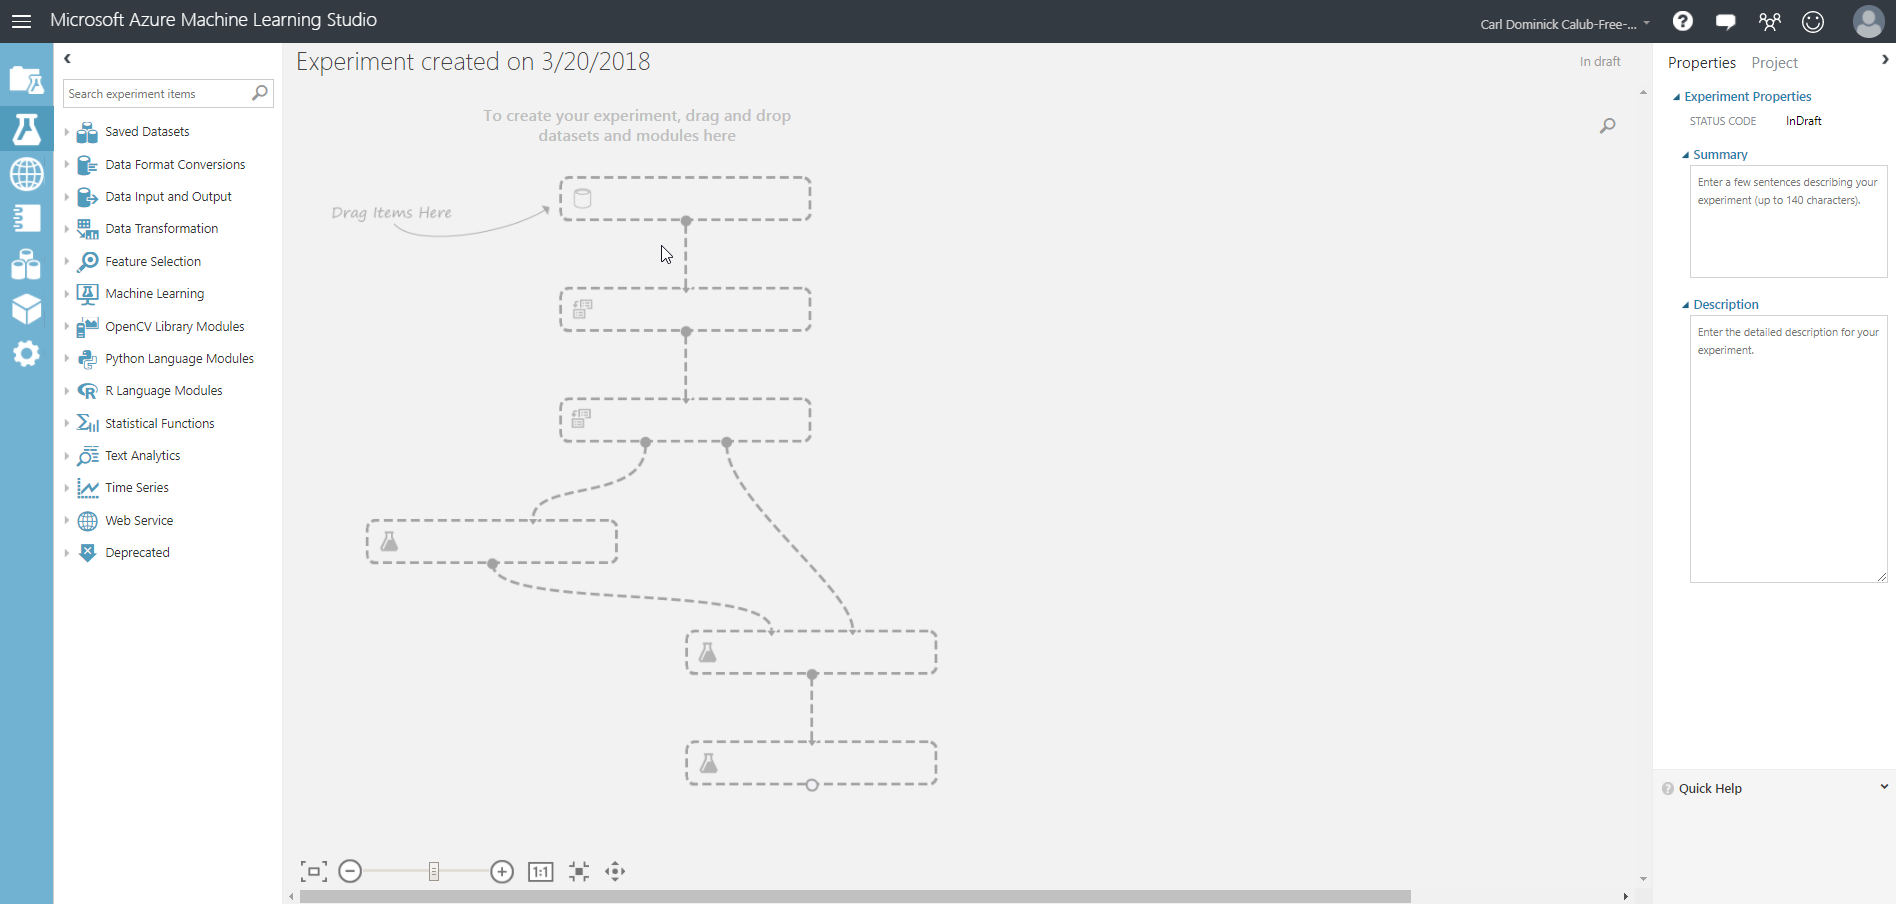 Microsoft Azure Machine Learning Studio
Carl Dominick Calub-Free-...
Search experiment items
Saved Datasets
Data Format Conversions
Data Input and Output
Data Transformation
Feature Selection
Machine Learning
OpenCV Library Modules
Python Language Modules
R Language Modules
Statistical Functions
Text Analytics
Time Series
Web Service
Deprecated
Experiment created on 3/20/2018
In draft
To create your experiment, drag and drop
datasets and modules here
Drag Items Here
1:1
Properties Project
Experiment Properties
STATUS CODE InDraft
Summary
Enter a few sentences describing your
experiment (up to 140 characters).
Description
Enter the detailed description for your
experiment.
Quick Help